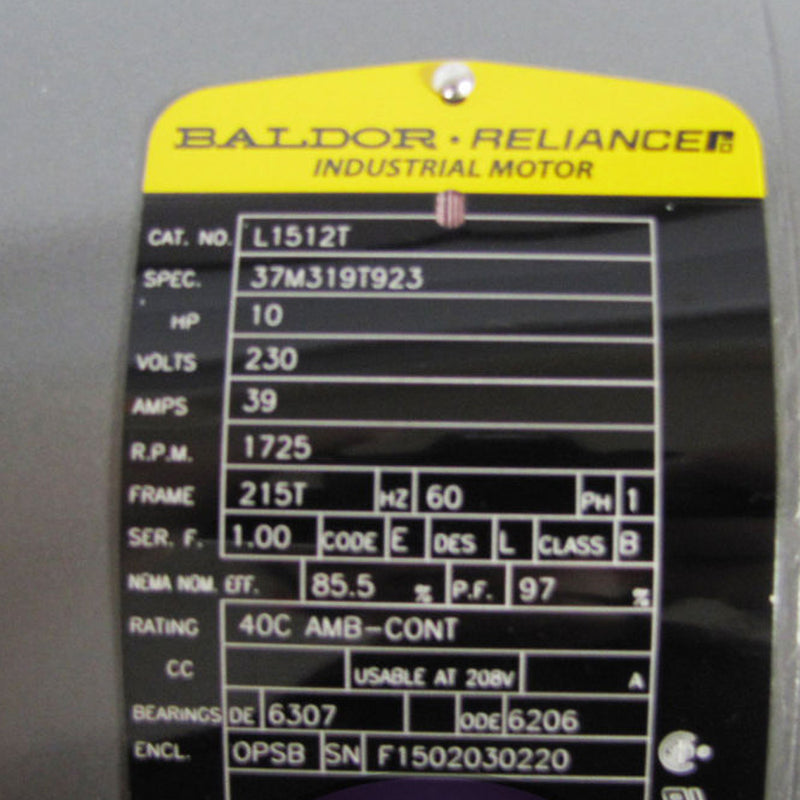 BALDOR · RELIANCE
INDUSTRIAL MOTOR
CAT. NO. L1512T
SPEC. 37M319T923
HP 10
VOLTS 230
AMPS 39
R.P.M. 1725
FRAME 215T HZ 60 PH 1
SER. F. 1.00 CODE E DES L CLASS B
NEMA NOM. EFF. 85.5 % P.F. 97 %
RATING 40C AMB-CONT
CC USABLE AT 208V A
BEARINGS DE 6307 ODE 6206
ENCL. OPSB SN F1502030220